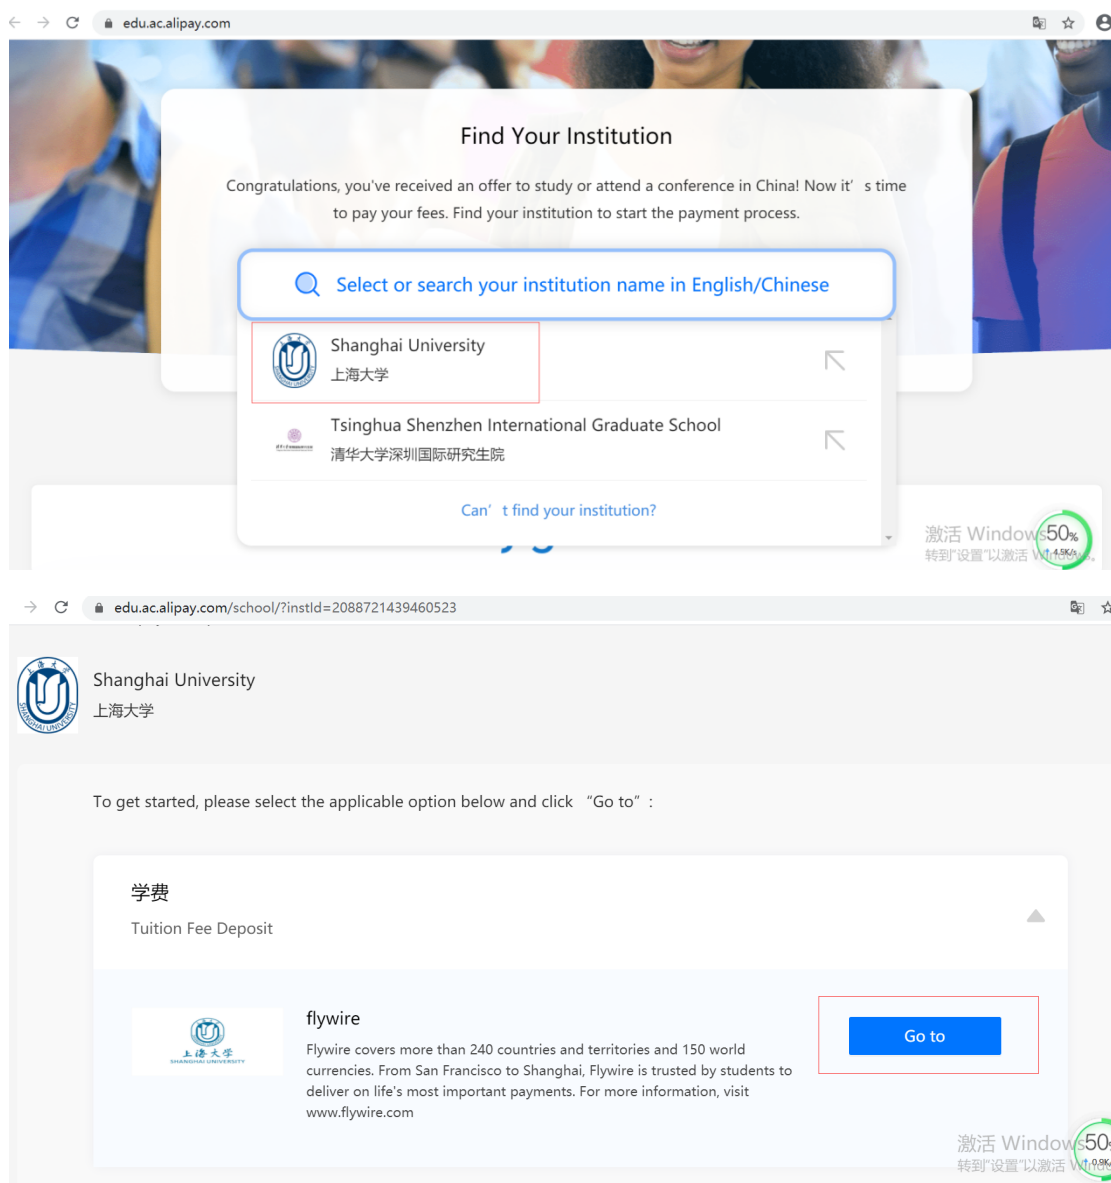 edu.ac.alipay.com
Find Your Institution
Congratulations, you've received an offer to study or attend a conference in China! Now it' s time
to pay your fees. Find your institution to start the payment process.
Select or search your institution name in English/Chinese
Shanghai University
上海大学
Tsinghua Shenzhen International Graduate School
清华大学深圳国际研究生院
Can' t find your institution?
激活 Windows
50%
转到"设置"以激活 Windows。
↑ 4.5K/s
edu.ac.alipay.com/school/?instId=2088721439460523
Shanghai University
上海大学
To get started, please select the applicable option below and click “Go to” :
学费
Tuition Fee Deposit
上海大学
SHANGHAI UNIVERSITY
flywire
Flywire covers more than 240 countries and territories and 150 world
currencies. From San Francisco to Shanghai, Flywire is trusted by students to
deliver on life's most important payments. For more information, visit
www.flywire.com
Go to
激活 Windows
50
转到"设置"以激活
↑ 0.9K/